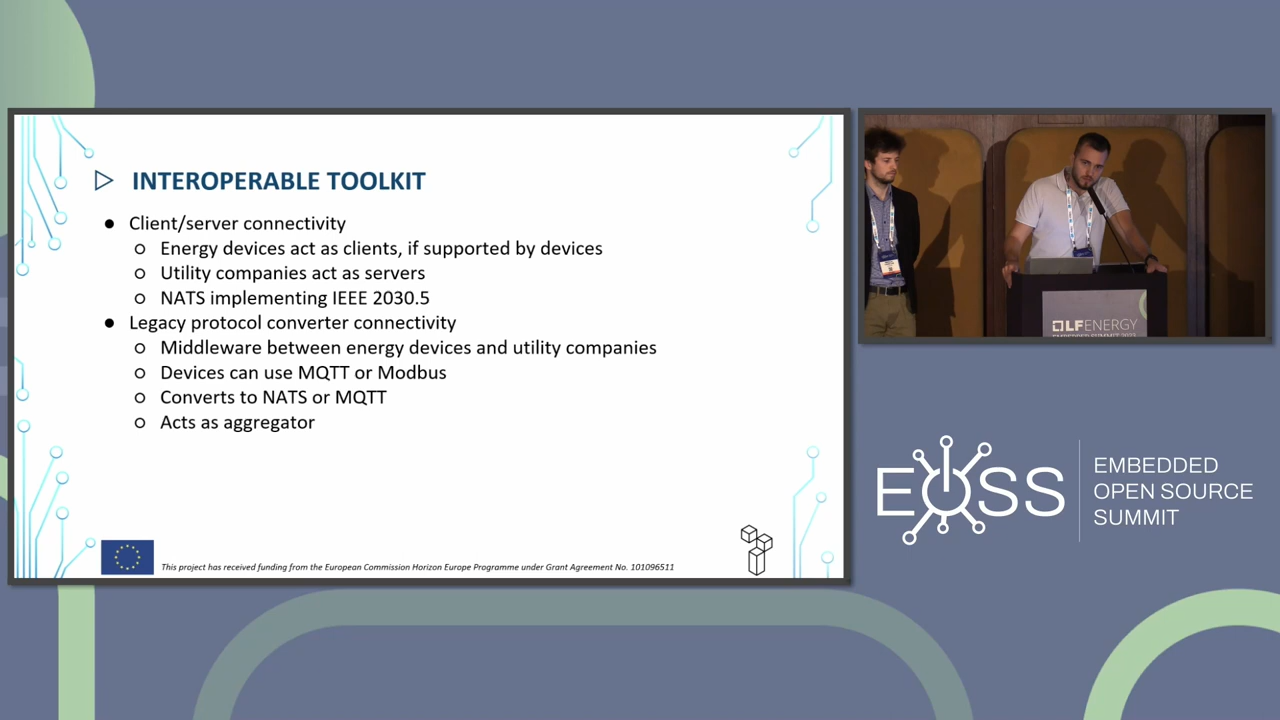 INTEROPERABLE TOOLKIT
● Client/server connectivity
o Energy devices act as clients, if supported by devices
o Utility companies act as servers
o NATS implementing IEEE 2030.5
● Legacy protocol converter connectivity
o Middleware between energy devices and utility companies
o Devices can use MQTT or Modbus
o Converts to NATS or MQTT
o Acts as aggregator
This project has received funding from the European Commission Horizon Europe Programme under Grant Agreement No. 101096511
LFENERGY
EOSS
EMBEDDED
OPEN SOURCE
SUMMIT